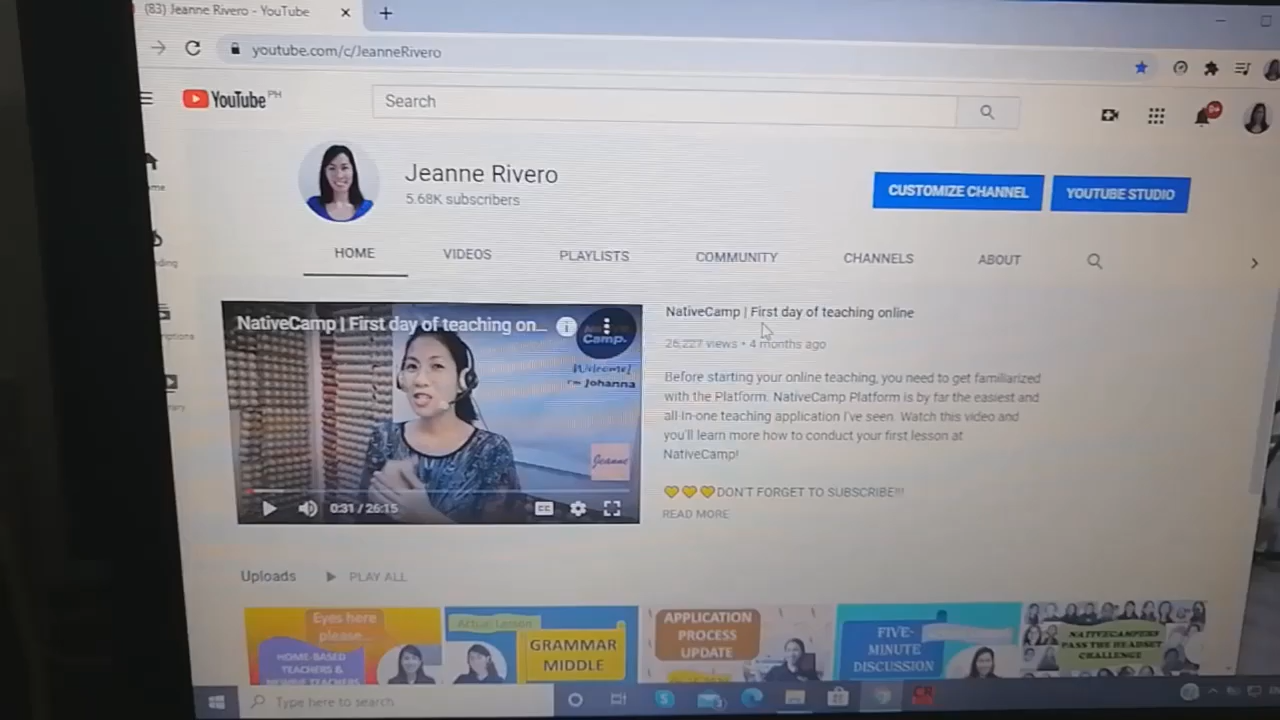 (83) Jeanne Rivero - YouTube
youtube.com/c/JeanneRivero
YouTube PH
Search
9+
Jeanne Rivero
5.68K subscribers
CUSTOMIZE CHANNEL
YOUTUBE STUDIO
HOME
VIDEOS
PLAYLISTS
COMMUNITY
CHANNELS
ABOUT
NativeCamp | First day of teaching on...
Camp.
Welcome!
I'm Johanna
Jeanne
0:31 / 26:15
CC
NativeCamp | First day of teaching online
26,227 views • 4 months ago
Before starting your online teaching, you need to get familiarized
with the Platform. NativeCamp Platform is by far the easiest and
all-in-one teaching application I've seen. Watch this video and
you'll learn more how to conduct your first lesson at
NativeCamp!
💛💛💛DON'T FORGET TO SUBSCRIBE!!!
READ MORE
Uploads
PLAY ALL
Eyes here
please...
HOME-BASED
TEACHERS &
NEWBIE TEACHERS
Actual Lesson
GRAMMAR
MIDDLE
APPLICATION
PROCESS
UPDATE
FIVE-
MINUTE
DISCUSSION
NATIVECAMPERS
PASS THE HEADSET
CHALLENGE
Type here to search